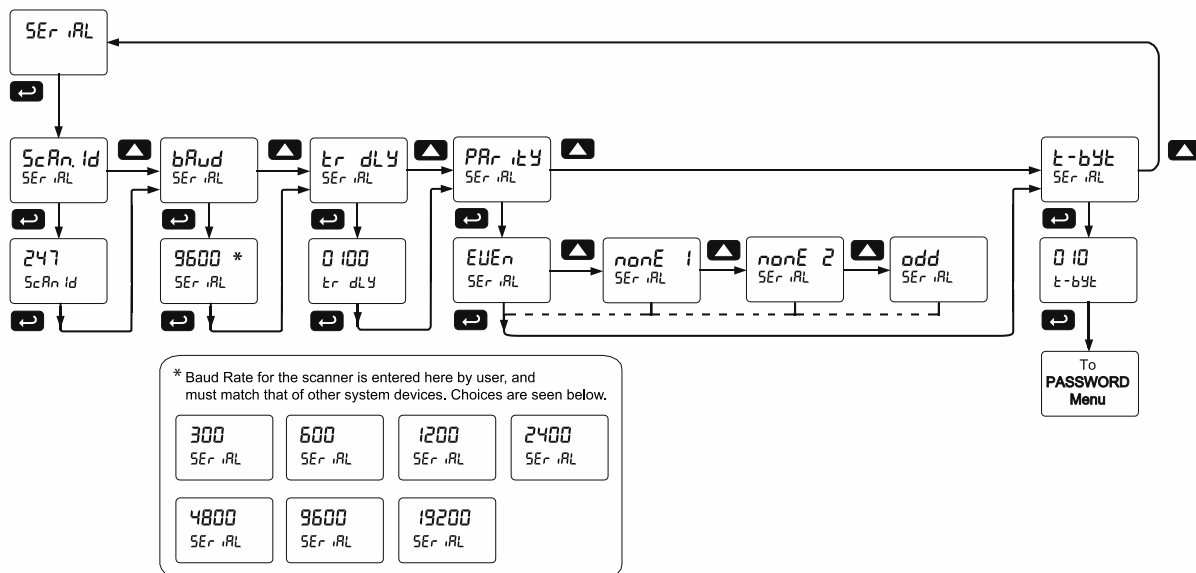 SEr iAL
ScAn. Id
SEr iAL
bAud
SEr iAL
tr dLY
SEr iAL
PAr itY
SEr iAL
t-bYt
SEr iAL
247
ScAn Id
9600 *
SEr iAL
0 100
tr dLY
EUEn
SEr iAL
nonE 1
SEr iAL
nonE 2
SEr iAL
odd
SEr iAL
0 10
t-bYt
To
PASSWORD
Menu
* Baud Rate for the scanner is entered here by user, and
must match that of other system devices. Choices are seen below.
300
SEr iAL
600
SEr iAL
1200
SEr iAL
2400
SEr iAL
4800
SEr iAL
9600
SEr iAL
19200
SEr iAL